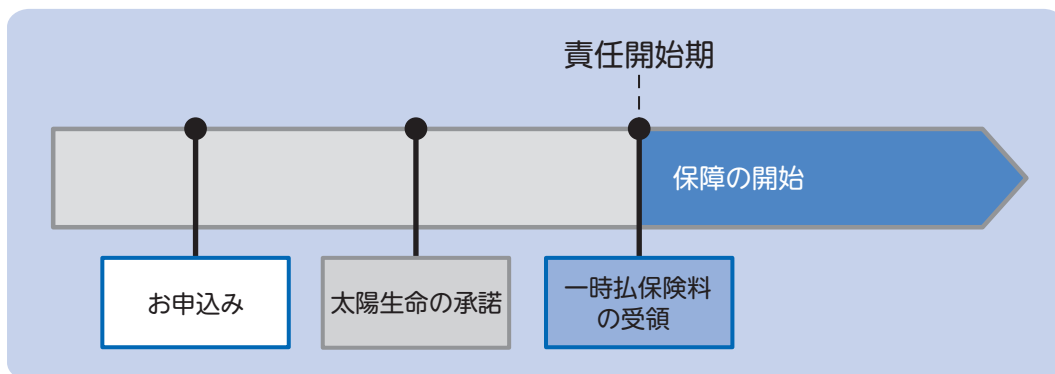 責任開始期
保障の開始
お申込み
太陽生命の承諾
一時払保険料
の受領